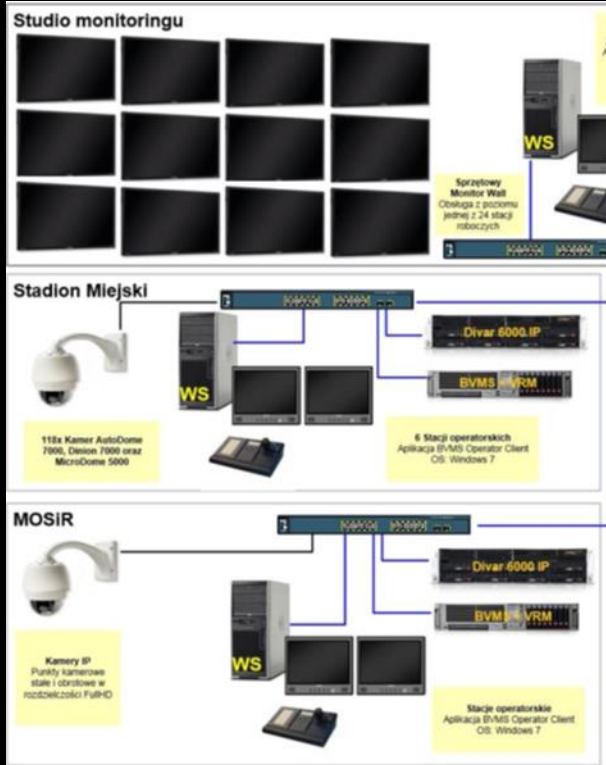 Studio monitoringu
WS
Sprzętowy
Monitor Wall
Obsługa z poziomu
jednej z 24 stacji
roboczych
Stadion Miejski
WS
Divar 6000 IP
BVMS + VRM
118x Kamer AutoDome
7000, Dinion 7000 oraz
MicroDome 5000
6 Stacji operatorskich
Aplikacja BVMS Operator Client
OS: Windows 7
MOSiR
WS
Divar 6000 IP
BVMS + VRM
Kamery IP
Punkty kamerowe
stałe i obrotowe w
rozdzielczości FullHD
Stacje operatorskie
Aplikacja BVMS Operator Client
OS: Windows 7